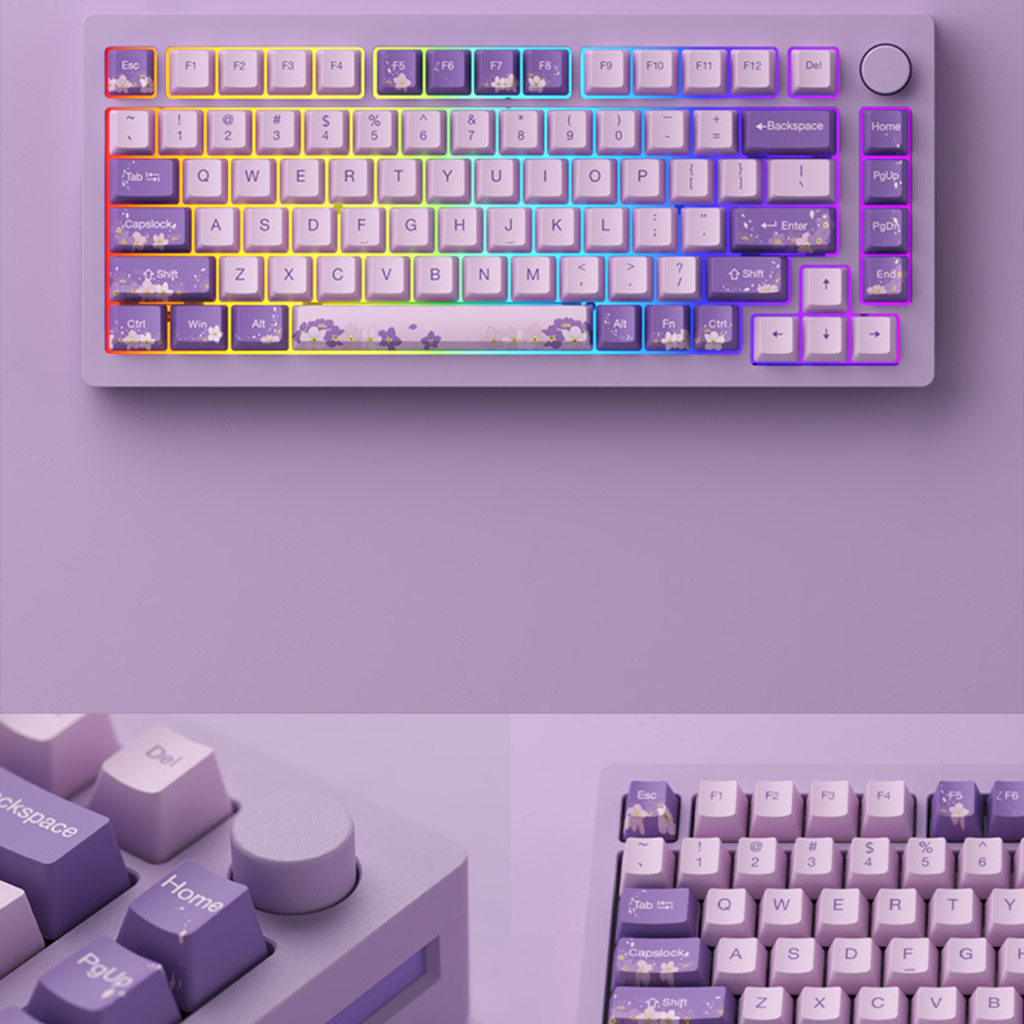 Esc F1 F2 F3 F4 F5 F6 F7 F8 F9 F10 F11 F12 Del
~ ! @ # $ % ^ & * ( ) _ +
` 1 2 3 4 5 6 7 8 9 0 - = ←Backspace Home
Tab Q W E R T Y U I O P { } |
[ ] \ PgUp
Capslock A S D F G H J K L : " ↵ Enter PgDn
; '
⇧Shift Z X C V B N M < > ? ⇧Shift ↑ End
, . /
Ctrl Win Alt Alt Fn Ctrl ← ↓ →
Del
ckspace
Home
PgUp
Esc F1 F2 F3 F4 F5 F6
~ ! @ # $ % ^
` 1 2 3 4 5 6
Tab Q W E R T Y
Capslock A S D F G
⇧Shift Z X C V B